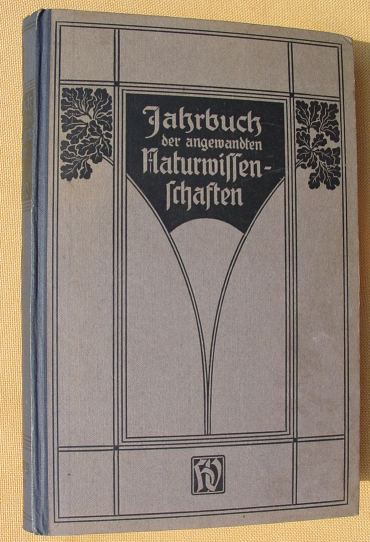 Jahrbuch
der angewandten
Naturwissen-
schaften